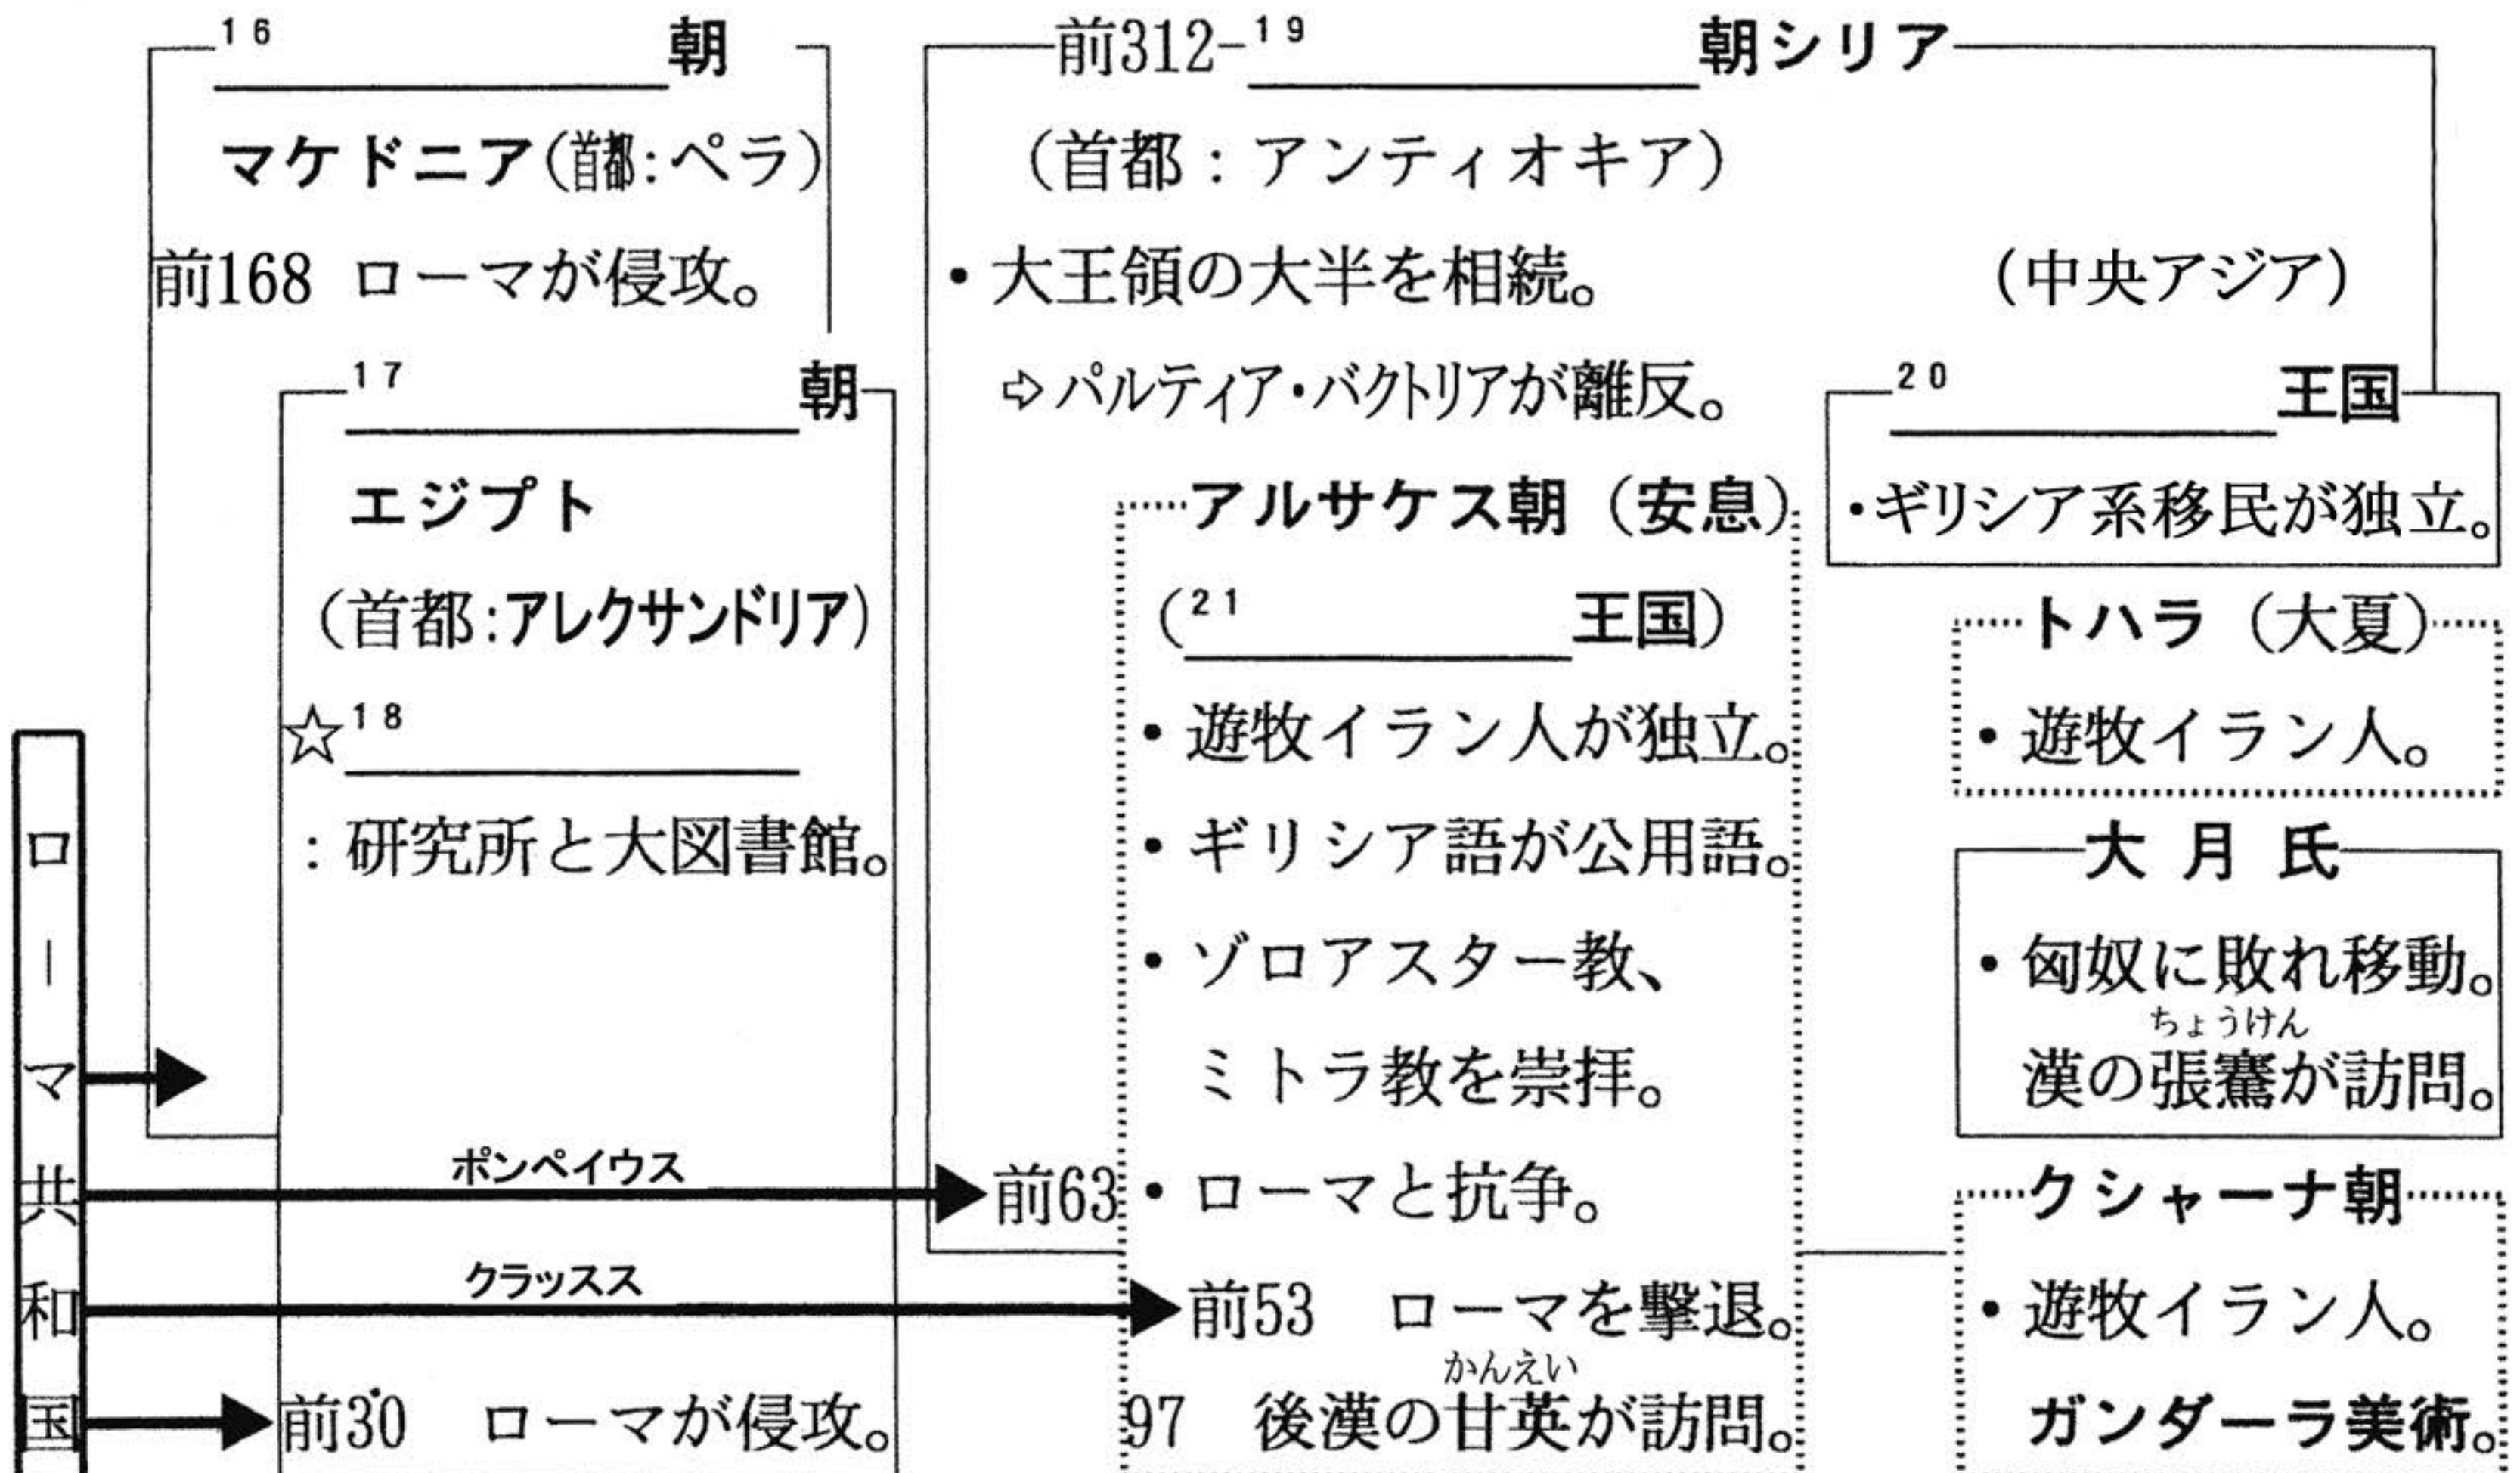 16 朝
マケドニア(首都:ペラ)
前168 ローマが侵攻。
17 朝
エジプト
(首都:アレクサンドリア)
☆18
:研究所と大図書館。
前30 ローマが侵攻。
前312-19 朝シリア
(首都:アンティオキア)
・大王領の大半を相続。
⇨パルティア・バクトリアが離反。
アルサケス朝(安息)
(21 王国)
・遊牧イラン人が独立。
・ギリシア語が公用語。
・ゾロアスター教、
ミトラ教を崇拝。
前63・ローマと抗争。
前53 ローマを撃退。
かんえい
97 後漢の甘英が訪問。
(中央アジア)
20 王国
・ギリシア系移民が独立。
トハラ(大夏)
・遊牧イラン人。
大月氏
・匈奴に敗れ移動。
ちょうけん
漢の張騫が訪問。
クシャーナ朝
・遊牧イラン人。
ガンダーラ美術。
ローマ共和国
ポンペイウス
クラッスス